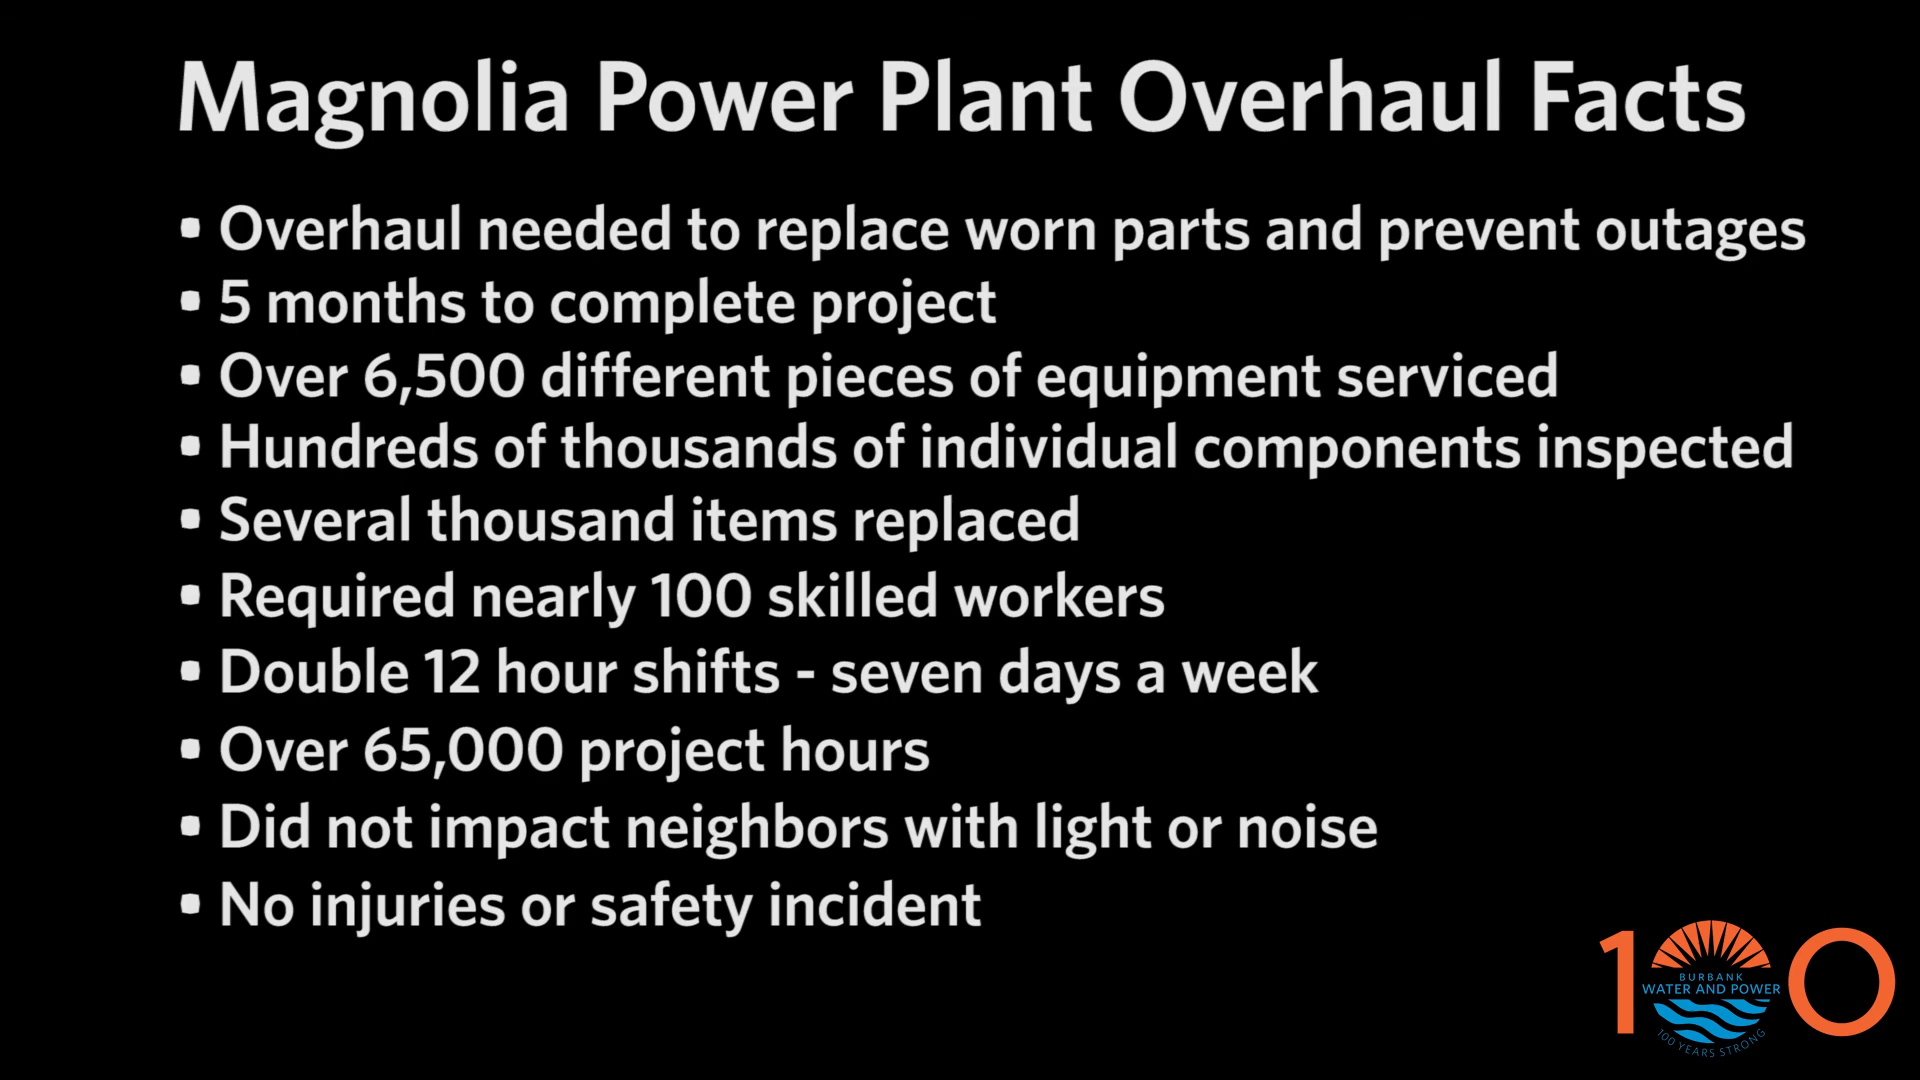 Magnolia Power Plant Overhaul Facts
▪ Overhaul needed to replace worn parts and prevent outages
▪ 5 months to complete project
▪ Over 6,500 different pieces of equipment serviced
▪ Hundreds of thousands of individual components inspected
▪ Several thousand items replaced
▪ Required nearly 100 skilled workers
▪ Double 12 hour shifts - seven days a week
▪ Over 65,000 project hours
▪ Did not impact neighbors with light or noise
▪ No injuries or safety incident
100
BURBANK
WATER AND POWER
100 YEARS STRONG